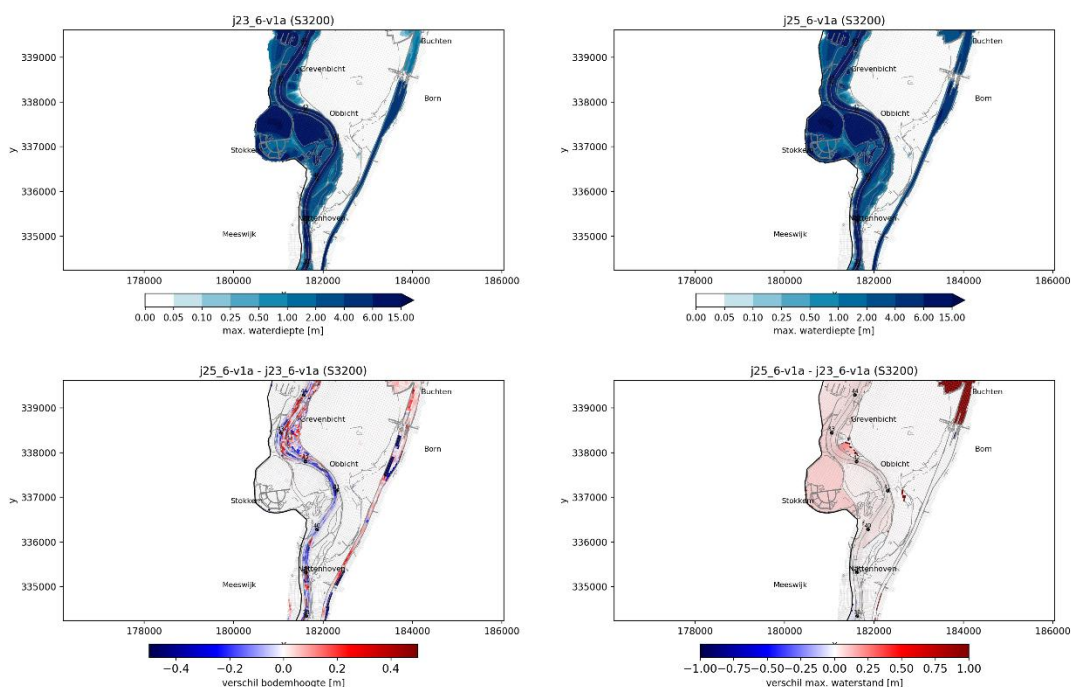 j23_6-v1a (S3200)
y
339000
338000
337000
336000
335000
Buchten
Grevenbicht
Born
Obbicht
Meeswijk
178000 180000 182000 184000 186000
0.00 0.05 0.10 0.25 0.50 1.00 2.00 4.00 6.00 15.00
max. waterdiepte [m]
j25_6-v1a (S3200)
y
339000
338000
337000
336000
335000
Buchten
Grevenbicht
Born
Obbicht
Meeswijk
178000 180000 182000 184000 186000
0.00 0.05 0.10 0.25 0.50 1.00 2.00 4.00 6.00 15.00
max. waterdiepte [m]
j25_6-v1a - j23_6-v1a (S3200)
y
339000
338000
337000
336000
335000
Buchten
Grevenbicht
Born
Obbicht
Meeswijk
178000 180000 182000 184000 186000
−0.4 −0.2 0.0 0.2 0.4
verschil bodemhoogte [m]
j25_6-v1a - j23_6-v1a (S3200)
y
339000
338000
337000
336000
335000
Buchten
Grevenbicht
Born
Obbicht
Meeswijk
178000 180000 182000 184000 186000
−1.00 −0.75 −0.50 −0.25 0.00 0.25 0.50 0.75 1.00
verschil max. waterstand [m]